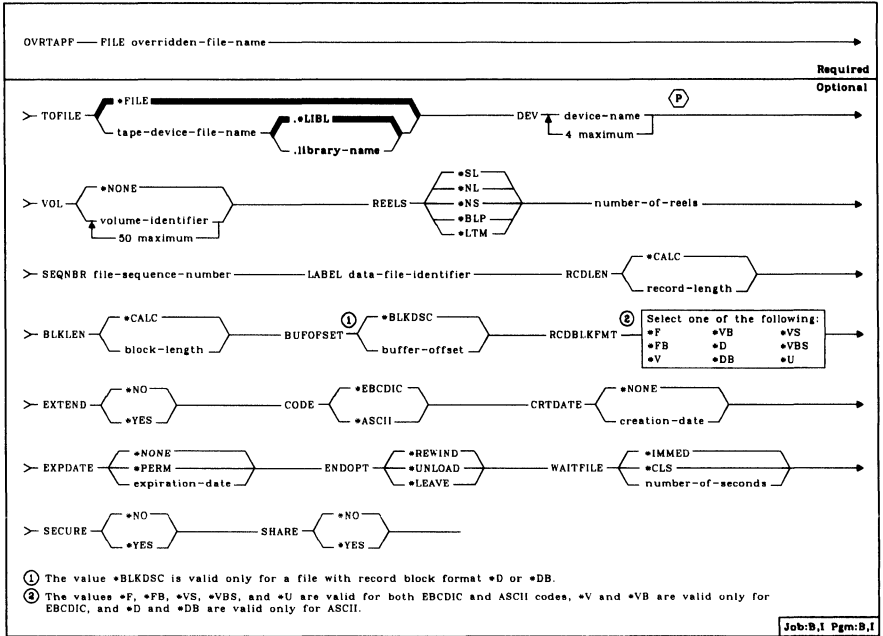 OVRTAPF FILE overridden-file-name
Required
Optional
*FILE
P
TOFILE
.*LIBL
DEV device-name
tape-device-file-name
4 maximum
.library-name
*SL
*NONE
*NL
VOL
volume-identifier
REELS *NS number-of-reels
*BLP
50 maximum
*LTM
*CALC
SEQNBR file-sequence-number LABEL data-file-identifier RCDLEN
record-length
*CALC
1
*BLKDSC
2 Select one of the following:
BLKLEN
BUFOFSET
RCDBLKFMT
*F *VB *VS
block-length
buffer-offset
*FB *D *VBS
*V *DB *U
*NO
*EBCDIC
*NONE
EXTEND
CODE
CRTDATE
*YES
*ASCII
creation-date
*NONE
*REWIND
*IMMED
EXPDATE *PERM ENDOPT *UNLOAD WAITFILE *CLS
expiration-date
*LEAVE
number-of-seconds
*NO
*NO
SECURE
SHARE
*YES
*YES
1 The value *BLKDSC is valid only for a file with record block format *D or *DB.
2 The values *F, *FB, *VS, *VBS, and *U are valid for both EBCDIC and ASCII codes, *V and *VB are valid only for
EBCDIC, and *D and *DB are valid only for ASCII.
Job:B,I Pgm:B,I